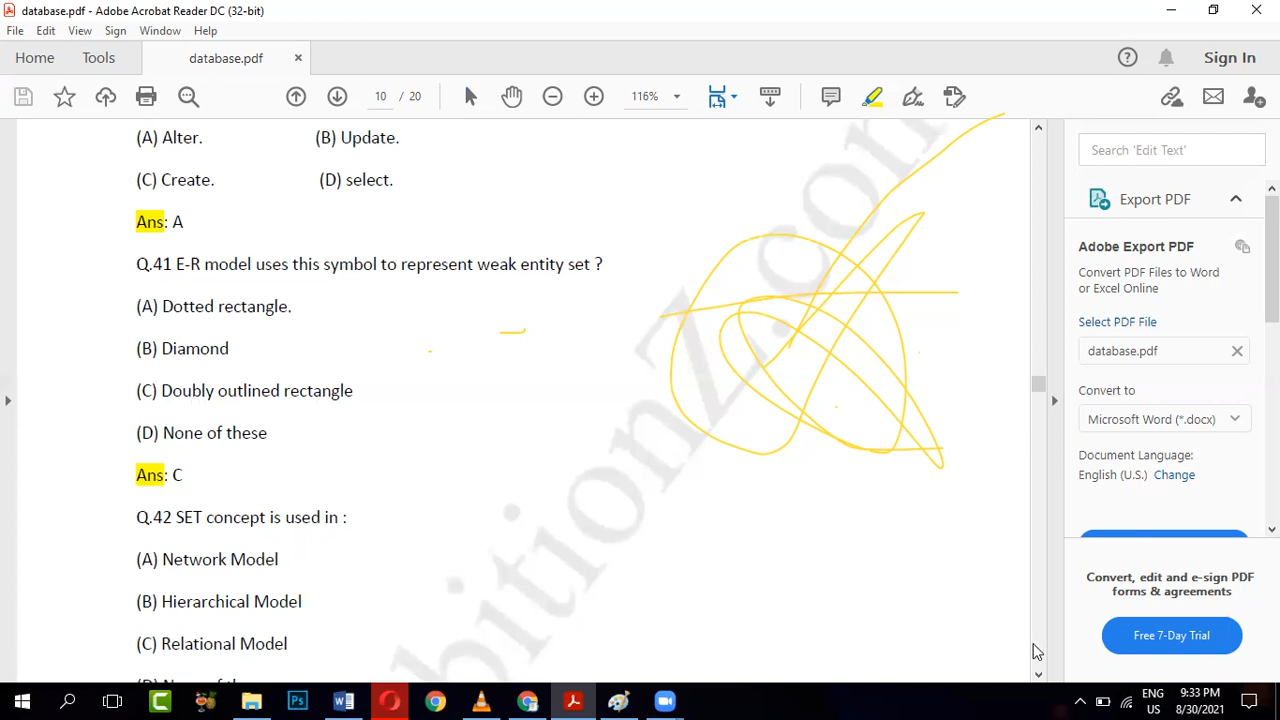 database.pdf - Adobe Acrobat Reader DC (32-bit)
File Edit View Sign Window Help
Home Tools database.pdf × Sign In
10 / 20 116%
(A) Alter. (B) Update.
(C) Create. (D) select.
Ans: A
Q.41 E-R model uses this symbol to represent weak entity set ?
(A) Dotted rectangle.
(B) Diamond
(C) Doubly outlined rectangle
(D) None of these
Ans: C
Q.42 SET concept is used in :
(A) Network Model
(B) Hierarchical Model
(C) Relational Model
bitionZ.
Search 'Edit Text'
Export PDF
Adobe Export PDF
Convert PDF Files to Word
or Excel Online
Select PDF File
database.pdf
Convert to
Microsoft Word (*.docx)
Document Language:
English (U.S.) Change
Convert, edit and e-sign PDF
forms & agreements
Free 7-Day Trial
Ps
ENG 9:33 PM
US 8/30/2021